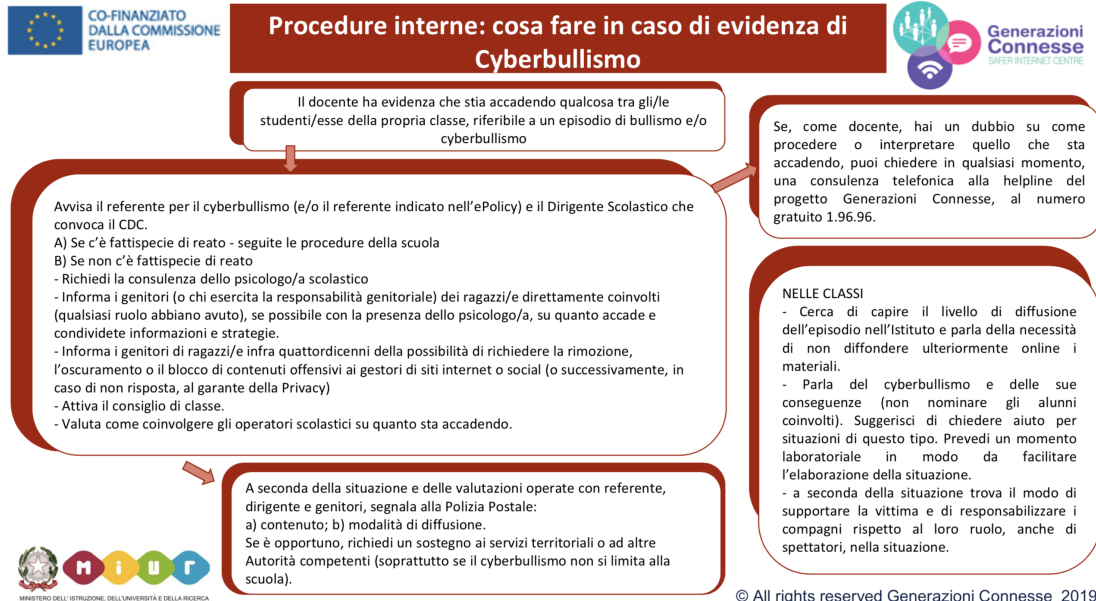 CO-FINANZIATO
DALLA COMMISSIONE
EUROPEA
Procedure interne: cosa fare in caso di evidenza di
Cyberbullismo
Generazioni
Connesse
SAFER INTERNET CENTRE
Il docente ha evidenza che stia accadendo qualcosa tra gli/le
studenti/esse della propria classe, riferibile a un episodio di bullismo e/o
cyberbullismo
Se, come docente, hai un dubbio su come
procedere o interpretare quello che sta
accadendo, puoi chiedere in qualsiasi momento,
una consulenza telefonica alla helpline del
progetto Generazioni Connesse, al numero
gratuito 1.96.96.
Avvisa il referente per il cyberbullismo (e/o il referente indicato nell’ePolicy) e il Dirigente Scolastico che
convoca il CDC.
A) Se c’è fattispecie di reato - seguite le procedure della scuola
B) Se non c’è fattispecie di reato
- Richiedi la consulenza dello psicologo/a scolastico
- Informa i genitori (o chi esercita la responsabilità genitoriale) dei ragazzi/e direttamente coinvolti
(qualsiasi ruolo abbiano avuto), se possibile con la presenza dello psicologo/a, su quanto accade e
condividete informazioni e strategie.
- Informa i genitori di ragazzi/e infra quattordicenni della possibilità di richiedere la rimozione,
l’oscuramento o il blocco di contenuti offensivi ai gestori di siti internet o social (o successivamente, in
caso di non risposta, al garante della Privacy)
- Attiva il consiglio di classe.
- Valuta come coinvolgere gli operatori scolastici su quanto sta accadendo.
NELLE CLASSI
- Cerca di capire il livello di diffusione
dell’episodio nell’Istituto e parla della necessità
di non diffondere ulteriormente online i
materiali.
- Parla del cyberbullismo e delle sue
conseguenze (non nominare gli alunni
coinvolti). Suggerisci di chiedere aiuto per
situazioni di questo tipo. Prevedi un momento
laboratoriale in modo da facilitare
l’elaborazione della situazione.
- a seconda della situazione trova il modo di
supportare la vittima e di responsabilizzare i
compagni rispetto al loro ruolo, anche di
spettatori, nella situazione.
A seconda della situazione e delle valutazioni operate con referente,
dirigente e genitori, segnala alla Polizia Postale:
a) contenuto; b) modalità di diffusione.
Se è opportuno, richiedi un sostegno ai servizi territoriali o ad altre
Autorità competenti (soprattutto se il cyberbullismo non si limita alla
scuola).
miur
MINISTERO DELL' ISTRUZIONE, DELL'UNIVERSITÀ E DELLA RICERCA
© All rights reserved Generazioni Connesse 2019